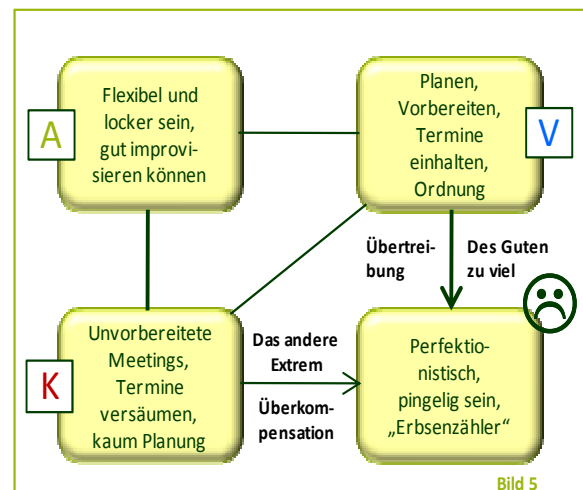 A
Flexibel und
locker sein,
gut improvi-
sieren können
Planen,
Vorbereiten,
Termine
einhalten,
Ordnung
V
Übertrei-
bung
Des Guten
zu viel
K
Unvorbereitete
Meetings,
Termine
versäumen,
kaum Planung
Das andere
Extrem
Überkom-
pensation
Perfektio-
nistisch,
pingelig sein,
„Erbsenzähler“
Bild 5